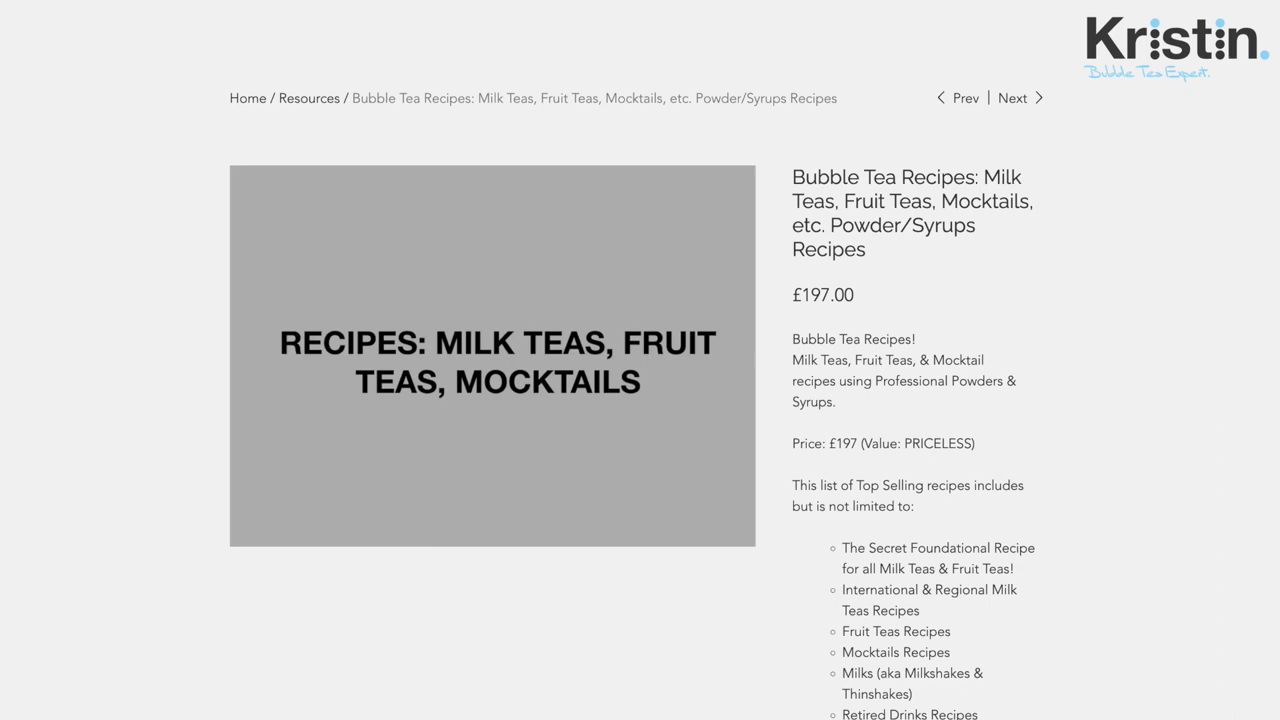 Kristin.
Bubble Tea Expert.
Home / Resources / Bubble Tea Recipes: Milk Teas, Fruit Teas, Mocktails, etc. Powder/Syrups Recipes
Prev | Next
RECIPES: MILK TEAS, FRUIT
TEAS, MOCKTAILS
Bubble Tea Recipes: Milk
Teas, Fruit Teas, Mocktails,
etc. Powder/Syrups
Recipes
£197.00
Bubble Tea Recipes!
Milk Teas, Fruit Teas, & Mocktail
recipes using Professional Powders &
Syrups.
Price: £197 (Value: PRICELESS)
This list of Top Selling recipes includes
but is not limited to:
The Secret Foundational Recipe
for all Milk Teas & Fruit Teas!
International & Regional Milk
Teas Recipes
Fruit Teas Recipes
Mocktails Recipes
Milks (aka Milkshakes &
Thinshakes)
Retired Drinks Recipes